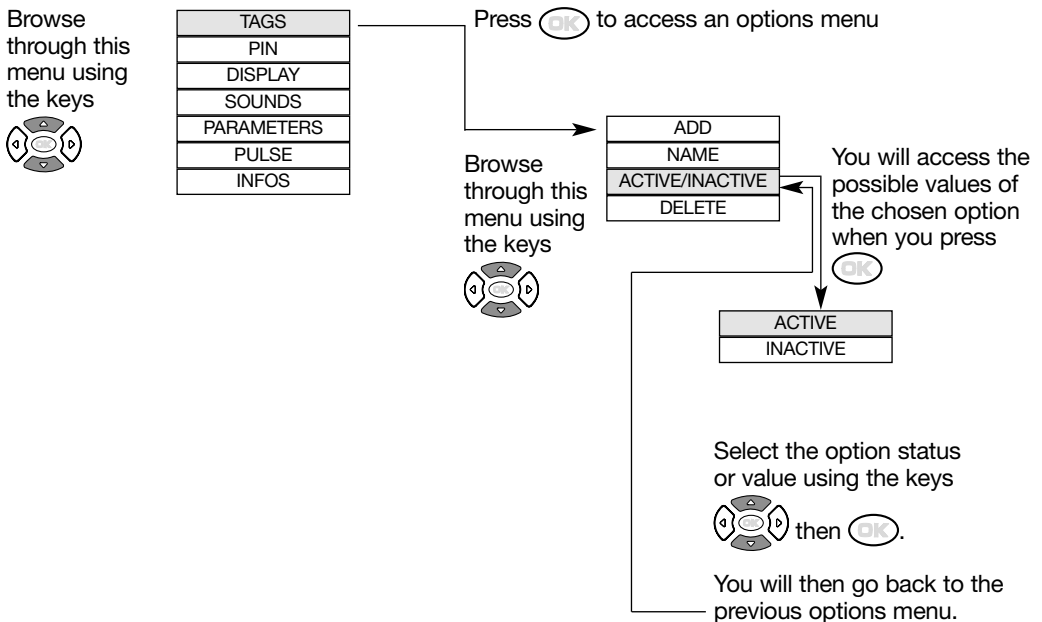 Browse
through this
menu using
the keys
OK
TAGS
PIN
DISPLAY
SOUNDS
PARAMETERS
PULSE
INFOS
Press OK to access an options menu
Browse
through this
menu using
the keys
OK
ADD
NAME
ACTIVE/INACTIVE
DELETE
You will access the
possible values of
the chosen option
when you press
OK
ACTIVE
INACTIVE
Select the option status
or value using the keys
OK then OK.
You will then go back to the
previous options menu.